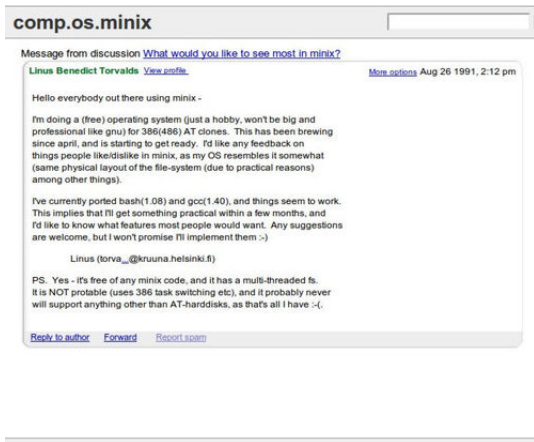 comp.os.minix
Message from discussion What would you like to see most in minix?
Linus Benedict Torvalds View profile
More options Aug 26 1991, 2:12 pm
Hello everybody out there using minix -
I'm doing a (free) operating system (just a hobby, won't be big and
professional like gnu) for 386(486) AT clones. This has been brewing
since april, and is starting to get ready. I'd like any feedback on
things people like/dislike in minix, as my OS resembles it somewhat
(same physical layout of the file-system (due to practical reasons)
among other things).
I've currently ported bash(1.08) and gcc(1.40), and things seem to work.
This implies that I'll get something practical within a few months, and
I'd like to know what features most people would want. Any suggestions
are welcome, but I won't promise I'll implement them :-)
Linus (torva...@kruuna.helsinki.fi)
PS. Yes - it's free of any minix code, and it has a multi-threaded fs.
It is NOT protable (uses 386 task switching etc), and it probably never
will support anything other than AT-harddisks, as that's all I have :-(.
Reply to author Forward Report spam